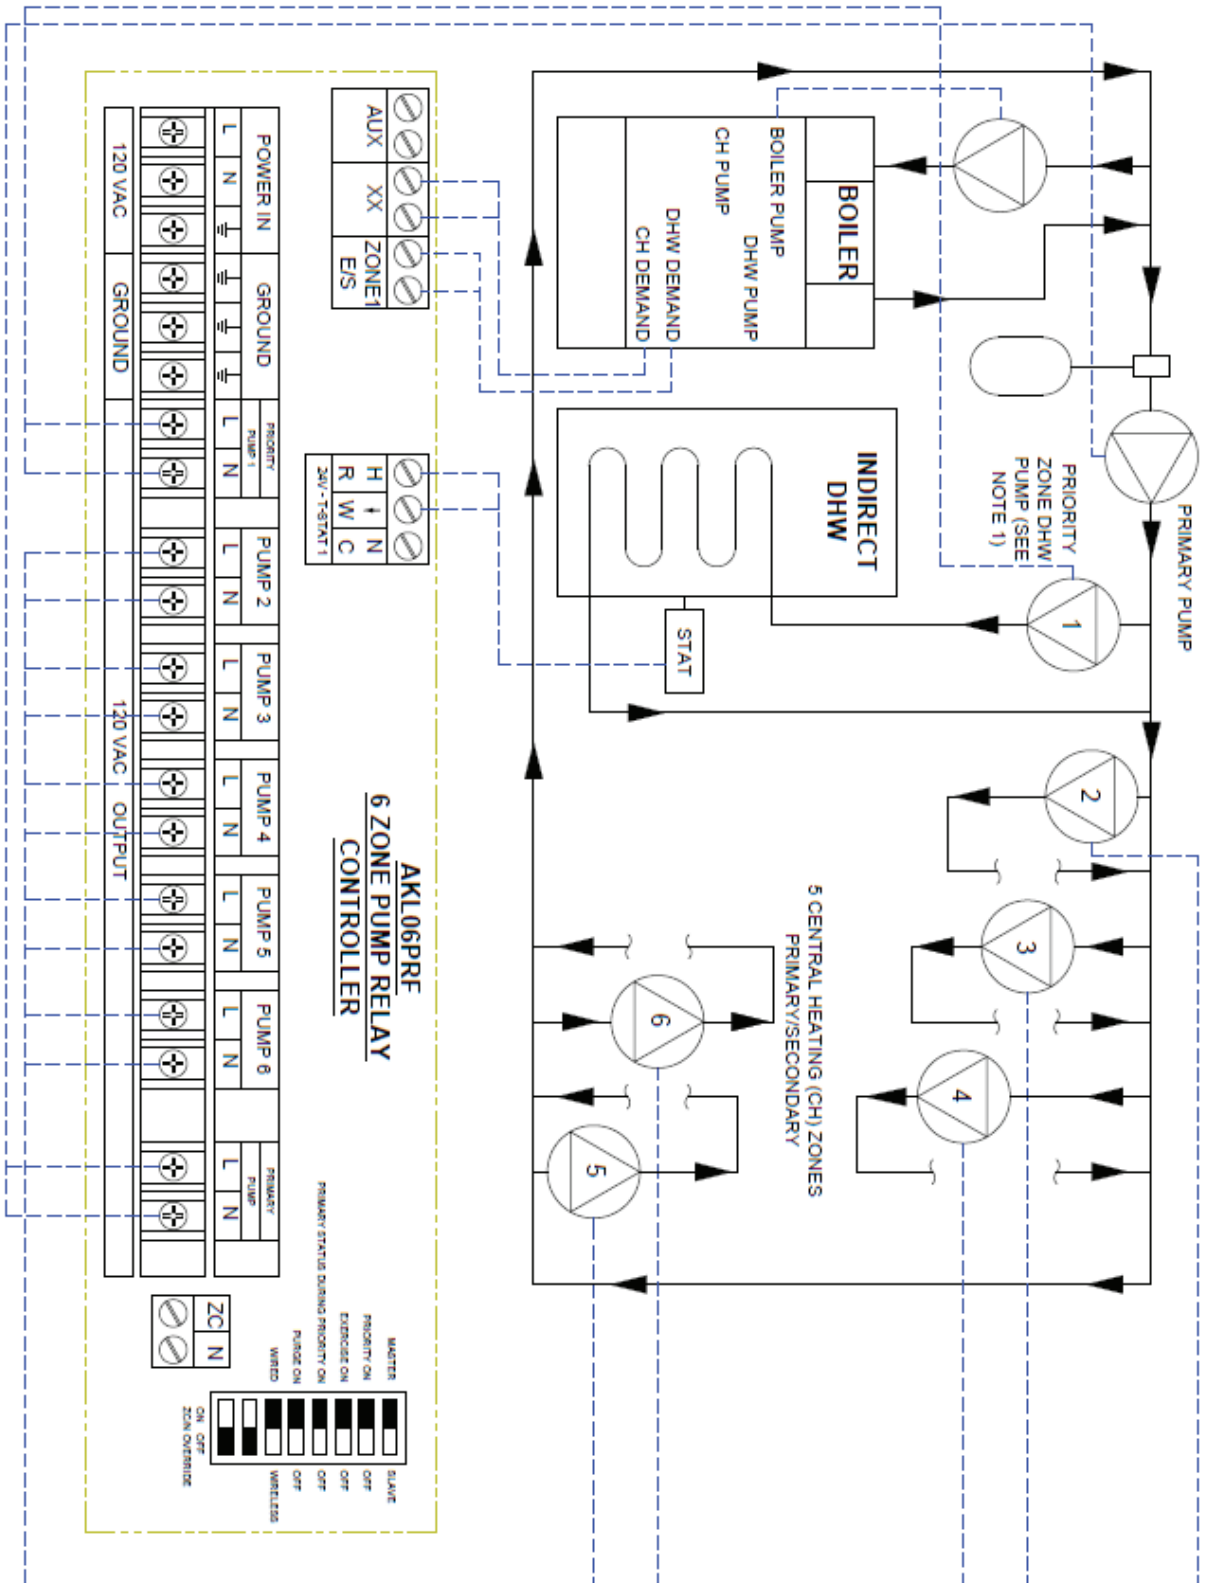 PRIMARY PUMP
PRIORITY
ZONE DHW
PUMP (SEE
NOTE 1)
BOILER
BOILER PUMP
CH PUMP
DHW PUMP
DHW DEMAND
CH DEMAND
INDIRECT
DHW
STAT
1
2
3
4
5
6
5 CENTRAL HEATING (CH) ZONES
PRIMARY/SECONDARY
AUX
XX
ZONE1
E/S
H N
R W C
24V - T-STAT 1
AKL06PRF
6 ZONE PUMP RELAY
CONTROLLER
POWER IN
L N
GROUND
PRIORITY
PUMP 1
L N
PUMP 2
L N
PUMP 3
L N
PUMP 4
L N
PUMP 5
L N
PUMP 6
L N
PRIMARY
PUMP
L N
120 VAC
GROUND
120 VAC OUTPUT
ZC N
MASTER SLAVE
PRIORITY ON OFF
EXERCISE ON OFF
PRIMARY STATUS DURING PRIORITY ON OFF
PURGE ON OFF
WIRED WIRELESS
ON OFF
ZC/N OVERRIDE